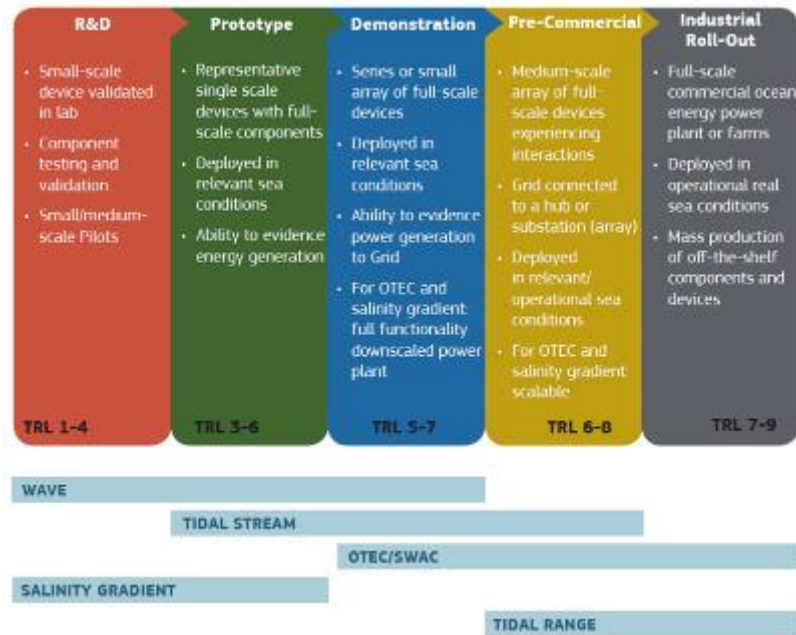 R&D
• Small-scale
device validated
in lab
• Component
testing and
validation
• Small/medium-
scale Pilots
TRL 1-4
Prototype
• Representative
single scale
devices with full-
scale components
• Deployed in
relevant sea
conditions
• Ability to evidence
energy generation
TRL 3-6
Demonstration
• Series or small
array of full-scale
devices
• Deployed in
relevant sea
conditions
• Ability to evidence
power generation
to Grid
• For OTEC and
salinity gradient:
full functionality
downscaled power
plant
TRL 5-7
Pre-Commercial
• Medium-scale
array of full-
scale devices
experiencing
interactions
• Grid connected
to a hub or
substation (array)
• Deployed
in relevant/
operational sea
conditions
• For OTEC and
salinity gradient:
scalable
TRL 6-8
Industrial
Roll-Out
• Full-scale
commercial ocean
energy power
plant or farms
• Deployed in
operational real
sea conditions
• Mass production
of off-the-shelf
components and
devices
TRL 7-9
WAVE
TIDAL STREAM
OTEC/SWAC
SALINITY GRADIENT
TIDAL RANGE